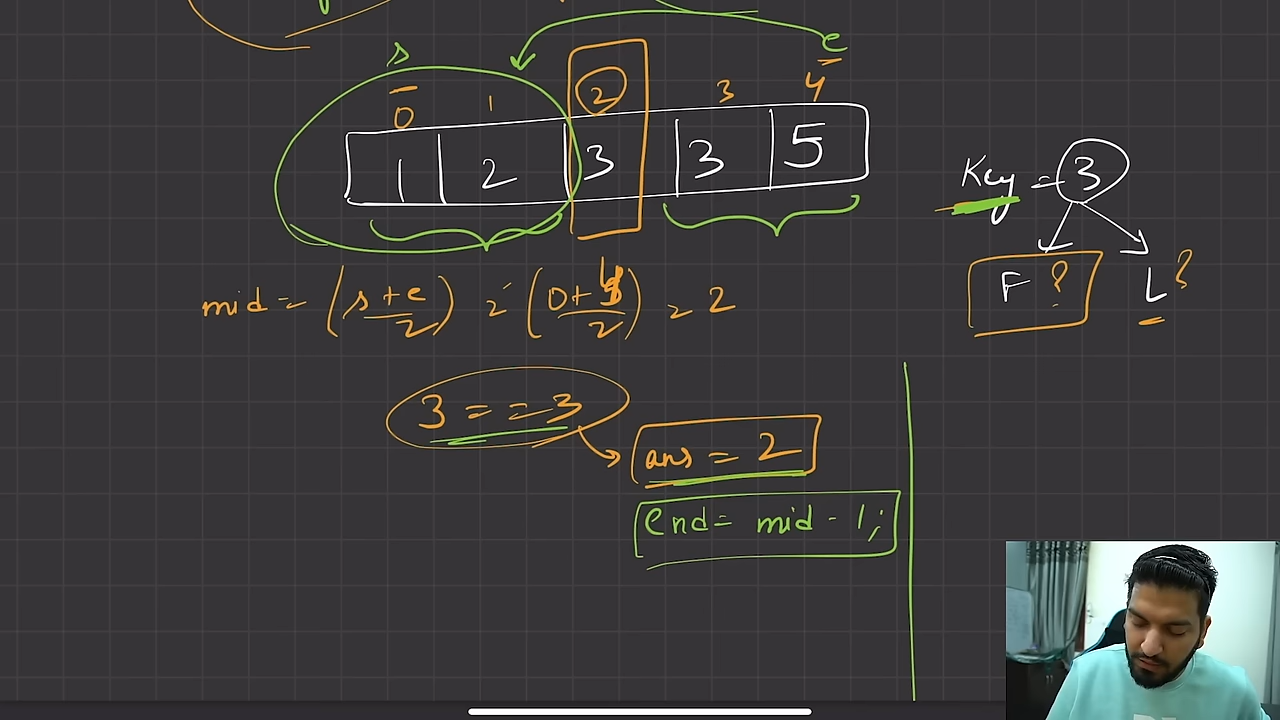 s e
0 1 2 3 4
1 2 3 3 5
Key = 3
F ? L ?
mid = (s+e/2) = (0+4/2) = 2
3 == 3
ans = 2
end = mid - 1;